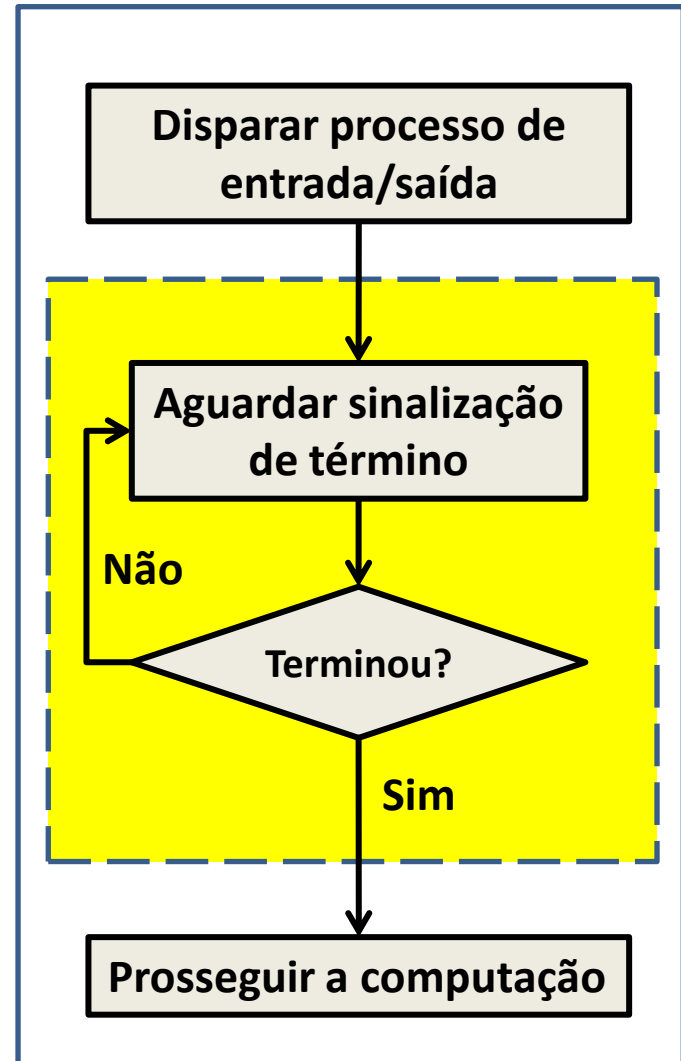 Disparar processo de
entrada/saída
Aguardar sinalização
de término
Não
Terminou?
Sim
Prosseguir a computação